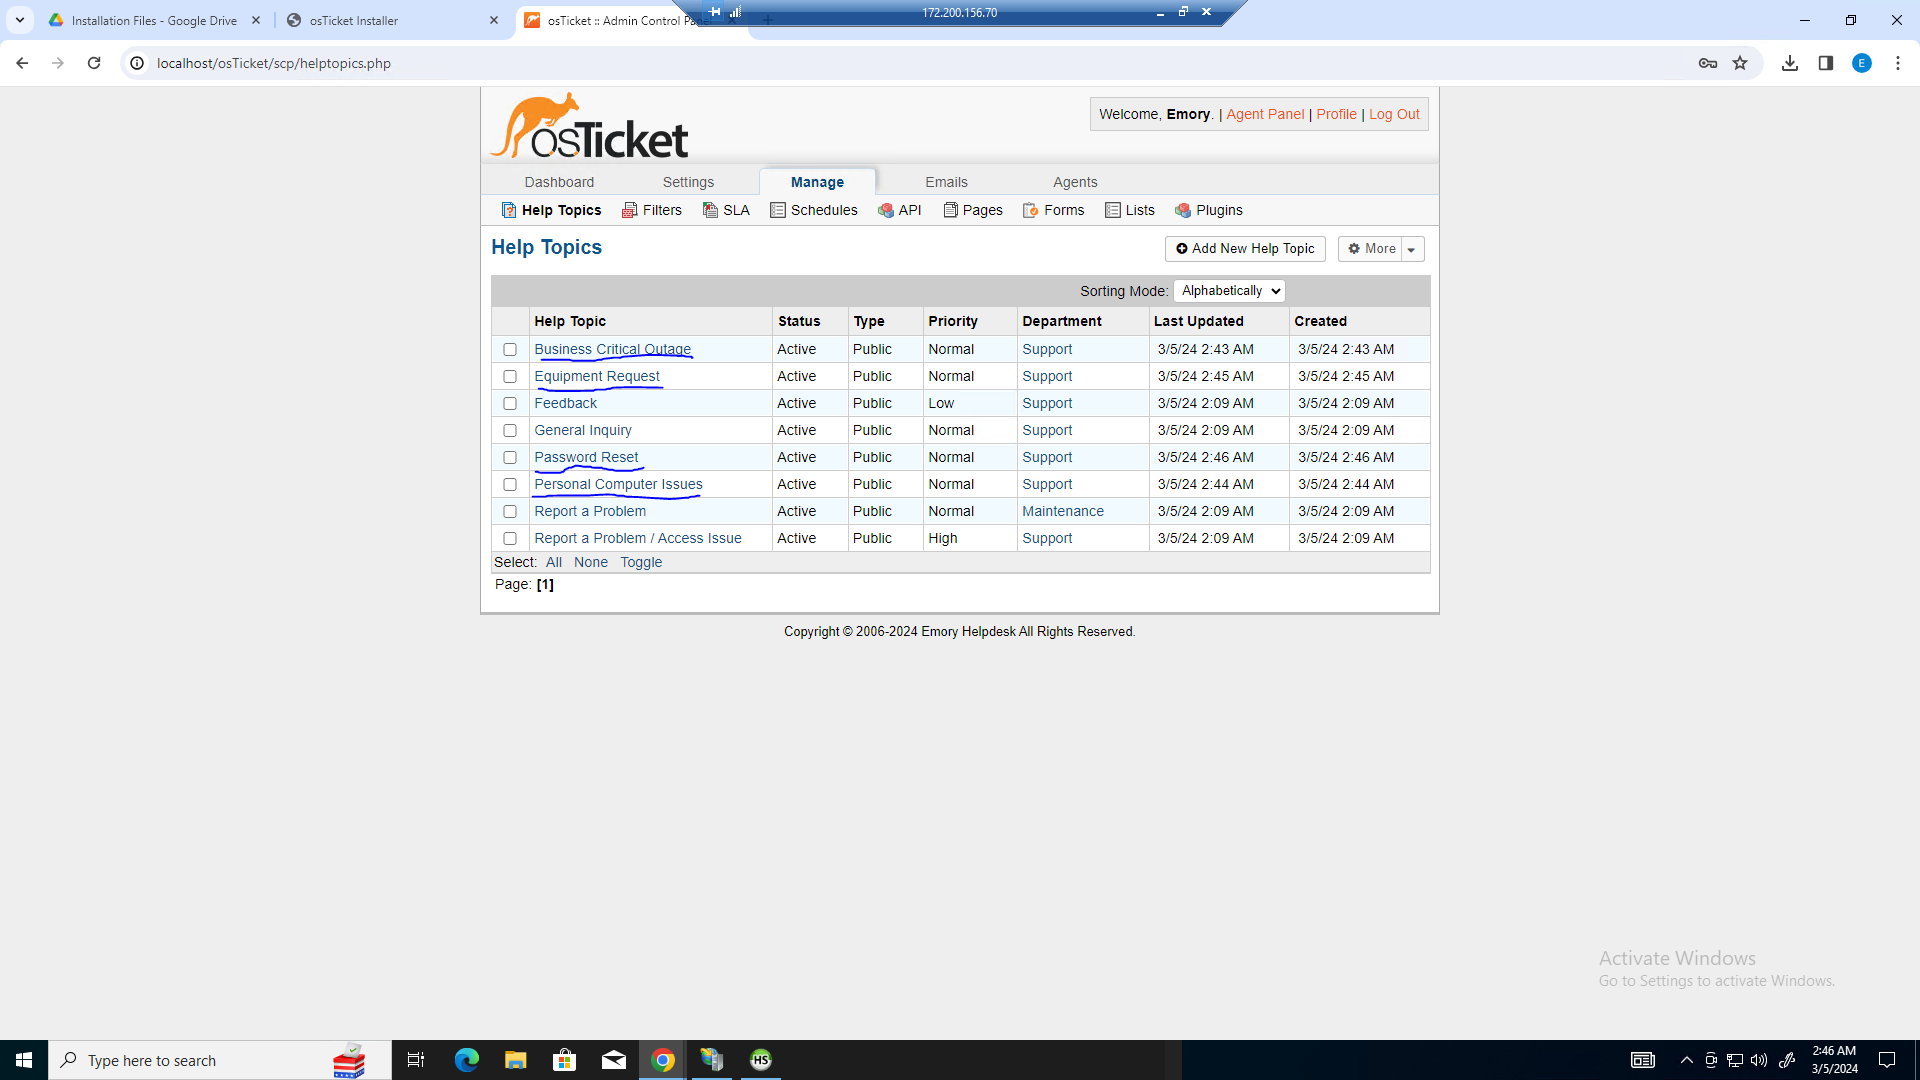 Installation Files - Google Drive
osTicket Installer
osTicket :: Admin Control Pane
172.200.156.70
localhost/osTicket/scp/helptopics.php
E
osTicket
Welcome, Emory. | Agent Panel | Profile | Log Out
Dashboard Settings Manage Emails Agents
Help Topics Filters SLA Schedules API Pages Forms Lists Plugins
Help Topics
Add New Help Topic More
Sorting Mode: Alphabetically
Help Topic Status Type Priority Department Last Updated Created
Business Critical Outage Active Public Normal Support 3/5/24 2:43 AM 3/5/24 2:43 AM
Equipment Request Active Public Normal Support 3/5/24 2:45 AM 3/5/24 2:45 AM
Feedback Active Public Low Support 3/5/24 2:09 AM 3/5/24 2:09 AM
General Inquiry Active Public Normal Support 3/5/24 2:09 AM 3/5/24 2:09 AM
Password Reset Active Public Normal Support 3/5/24 2:46 AM 3/5/24 2:46 AM
Personal Computer Issues Active Public Normal Support 3/5/24 2:44 AM 3/5/24 2:44 AM
Report a Problem Active Public Normal Maintenance 3/5/24 2:09 AM 3/5/24 2:09 AM
Report a Problem / Access Issue Active Public High Support 3/5/24 2:09 AM 3/5/24 2:09 AM
Select: All None Toggle
Page: [1]
Copyright © 2006-2024 Emory Helpdesk All Rights Reserved.
Activate Windows
Go to Settings to activate Windows.
Type here to search
HS
2:46 AM
3/5/2024